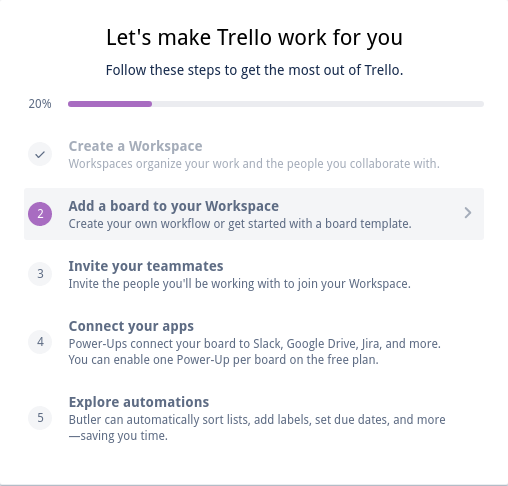 Let's make Trello work for you
Follow these steps to get the most out of Trello.
20%
Create a Workspace
Workspaces organize your work and the people you collaborate with.
2
Add a board to your Workspace
Create your own workflow or get started with a board template.
3
Invite your teammates
Invite the people you'll be working with to join your Workspace.
4
Connect your apps
Power-Ups connect your board to Slack, Google Drive, Jira, and more.
You can enable one Power-Up per board on the free plan.
5
Explore automations
Butler can automatically sort lists, add labels, set due dates, and more
—saving you time.